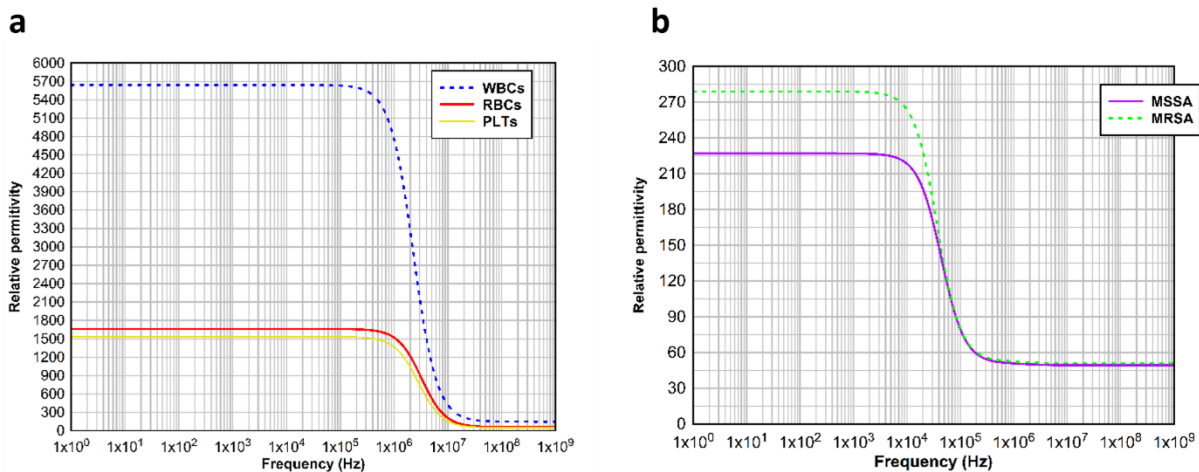 a
6000
5700
5400
5100
4800
4500
4200
3900
3600
3300
3000
2700
2400
2100
1800
1500
1200
900
600
300
0
Relative permitivity
WBCs
RBCs
PLTs
1x10⁰ 1x10¹ 1x10² 1x10³ 1x10⁴ 1x10⁵ 1x10⁶ 1x10⁷ 1x10⁸ 1x10⁹
Frequency (Hz)
b
300
270
240
210
180
150
120
90
60
30
0
Relative permittivity
MSSA
MRSA
1x10⁰ 1x10¹ 1x10² 1x10³ 1x10⁴ 1x10⁵ 1x10⁶ 1x10⁷ 1x10⁸ 1x10⁹
Frequency (Hz)